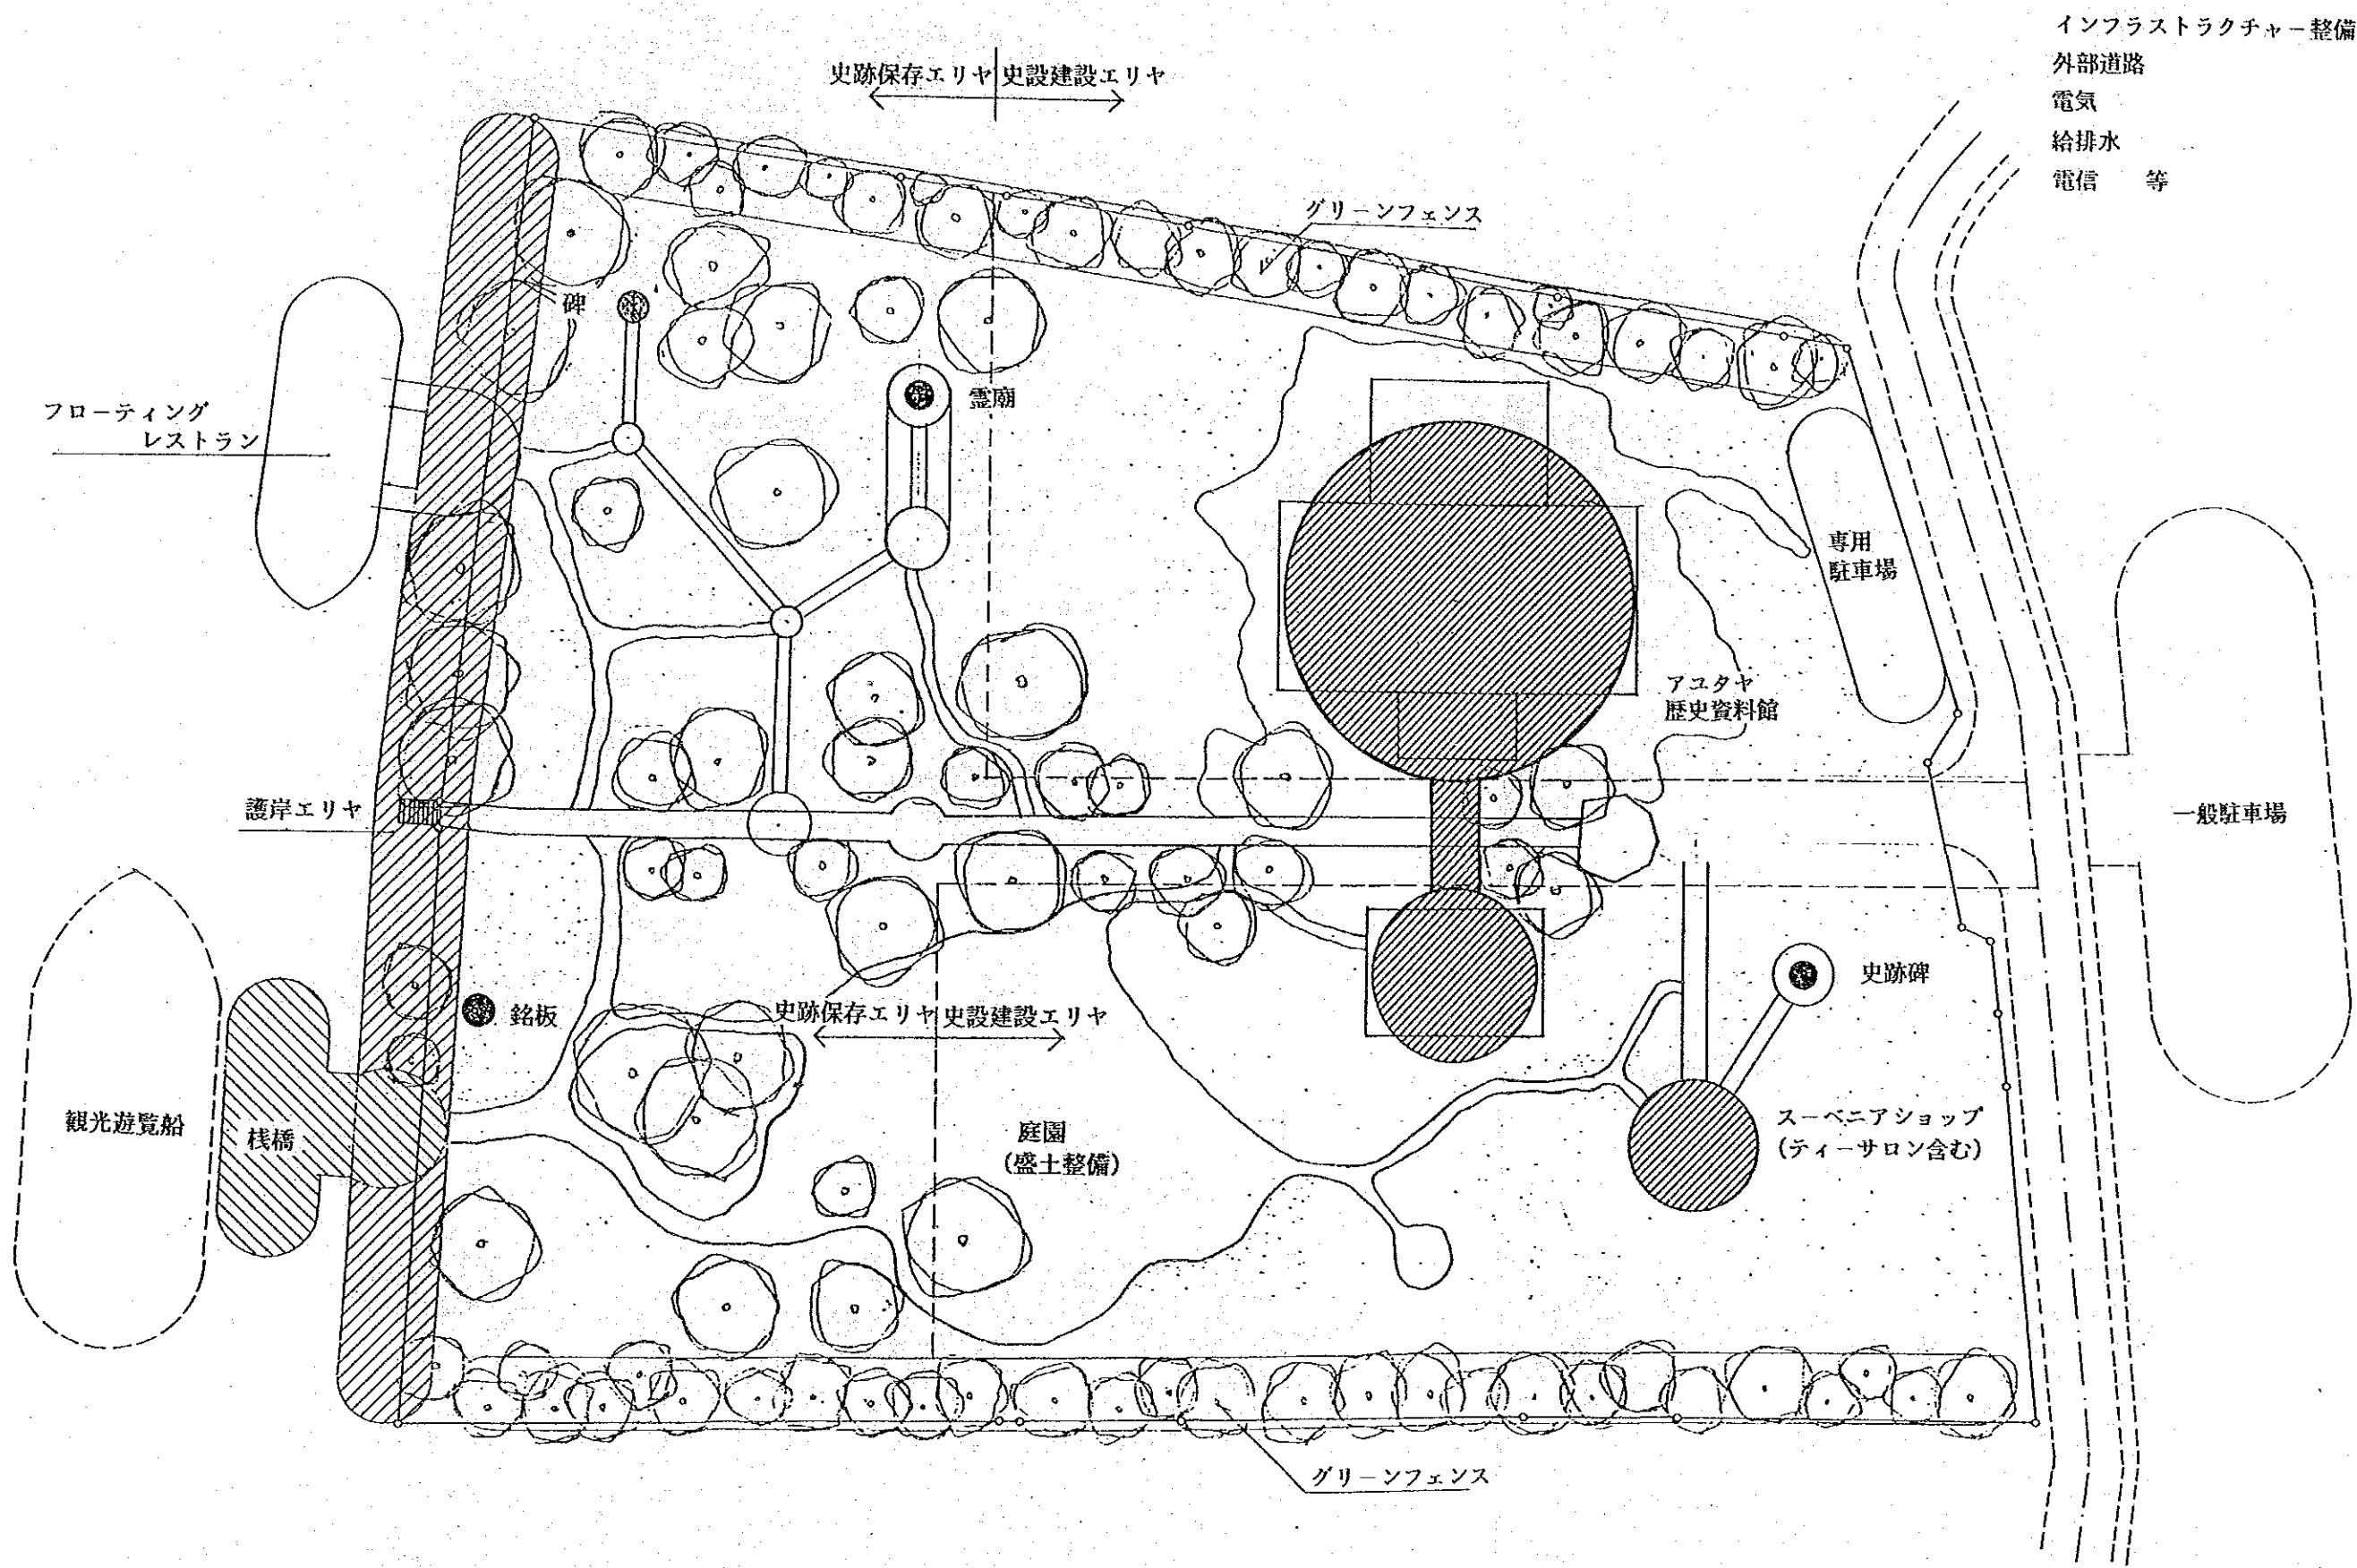 インフラストラクチャー整備
外部道路
電気
給排水
電信 等
史跡保存エリヤ 史設建設エリヤ
グリーンフェンス
碑
霊廟
フローティング
レストラン
専用
駐車場
アユタヤ
歴史資料館
護岸エリヤ
一般駐車場
史跡碑
銘板
史跡保存エリヤ 史設建設エリヤ
観光遊覧船
桟橋
庭園
(盛土整備)
スーベニアショップ
(ティーサロン含む)
グリーンフェンス